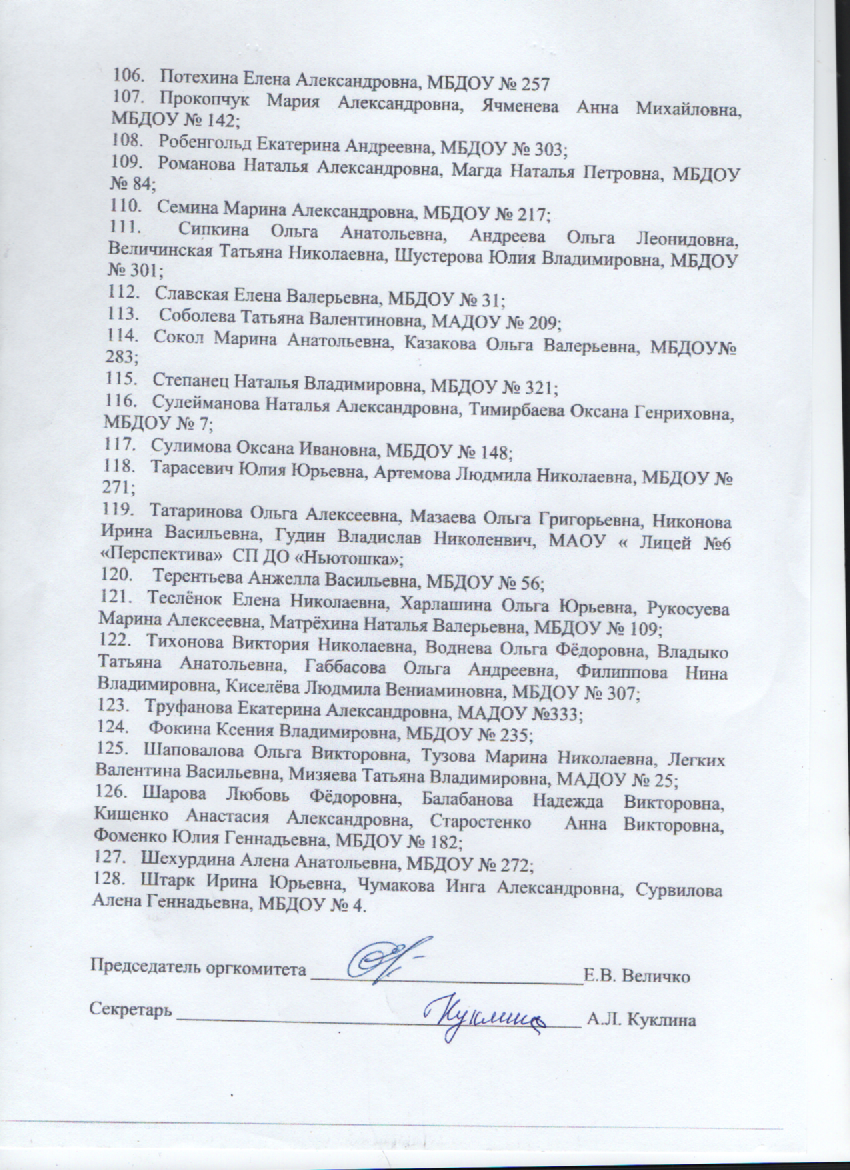 106. Потехина Елена Александровна, МБДОУ № 257
107. Прокопчук Мария Александровна, Ячменева Анна Михайловна,
МБДОУ № 142;
108. Робенгольд Екатерина Андреевна, МБДОУ № 303;
109. Романова Наталья Александровна, Магда Наталья Петровна, МБДОУ
№ 84;
110. Семина Марина Александровна, МБДОУ № 217;
111. Сипкина Ольга Анатольевна, Андреева Ольга Леонидовна,
Величинская Татьяна Николаевна, Шустерова Юлия Владимировна, МБДОУ
№ 301;
112. Славская Елена Валерьевна, МБДОУ № 31;
113. Соболева Татьяна Валентиновна, МАДОУ № 209;
114. Сокол Марина Анатольевна, Казакова Ольга Валерьевна, МБДОУ№
283;
115. Степанец Наталья Владимировна, МБДОУ № 321;
116. Сулейманова Наталья Александровна, Тимирбаева Оксана Генриховна,
МБДОУ № 7;
117. Сулимова Оксана Ивановна, МБДОУ № 148;
118. Тарасевич Юлия Юрьевна, Артемова Людмила Николаевна, МБДОУ №
271;
119. Татаринова Ольга Алексеевна, Мазаева Ольга Григорьевна, Никонова
Ирина Васильевна, Гудин Владислав Николенвич, МАОУ « Лицей №6
«Перспектива» СП ДО «Ньютошка»;
120. Терентьева Анжелла Васильевна, МБДОУ № 56;
121. Теслёнок Елена Николаевна, Харлашина Ольга Юрьевна, Рукосуева
Марина Алексеевна, Матрёхина Наталья Валерьевна, МБДОУ № 109;
122. Тихонова Виктория Николаевна, Воднева Ольга Фёдоровна, Владыко
Татьяна Анатольевна, Габбасова Ольга Андреевна, Филиппова Нина
Владимировна, Киселёва Людмила Вениаминовна, МБДОУ № 307;
123. Труфанова Екатерина Александровна, МАДОУ №333;
124. Фокина Ксения Владимировна, МБДОУ № 235;
125. Шаповалова Ольга Викторовна, Тузова Марина Николаевна, Легких
Валентина Васильевна, Мизяева Татьяна Владимировна, МАДОУ № 25;
126. Шарова Любовь Фёдоровна, Балабанова Надежда Викторовна,
Кищенко Анастасия Александровна, Старостенко Анна Викторовна,
Фоменко Юлия Геннадьевна, МБДОУ № 182;
127. Шехурдина Алена Анатольевна, МБДОУ № 272;
128. Штарк Ирина Юрьевна, Чумакова Инга Александровна, Сурвилова
Алена Геннадьевна, МБДОУ № 4.
Председатель оргкомитета Е.В. Величко
Секретарь Куклина А.Л. Куклина